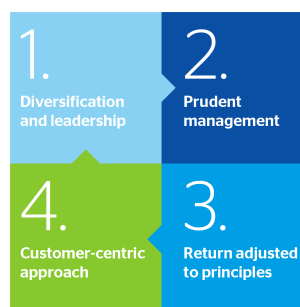 1.
Diversification
and leadership
2.
Prudent
management
3.
Return adjusted
to principles
4.
Customer-centric
approach